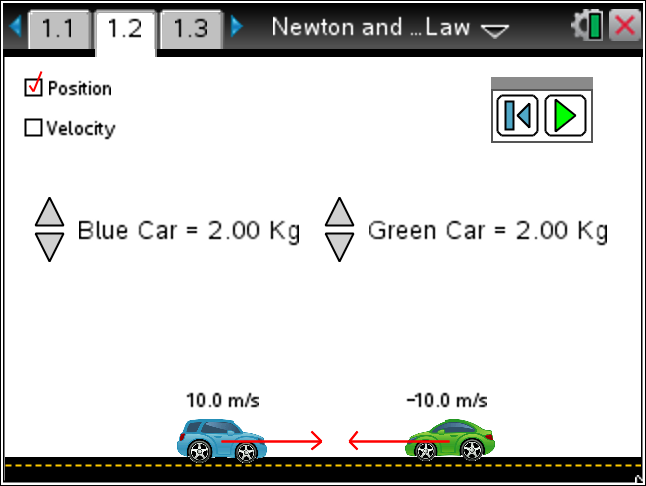 1.1 1.2 1.3 Newton and ...Law
Position
Velocity
Blue Car = 2.00 Kg Green Car = 2.00 Kg
10.0 m/s -10.0 m/s